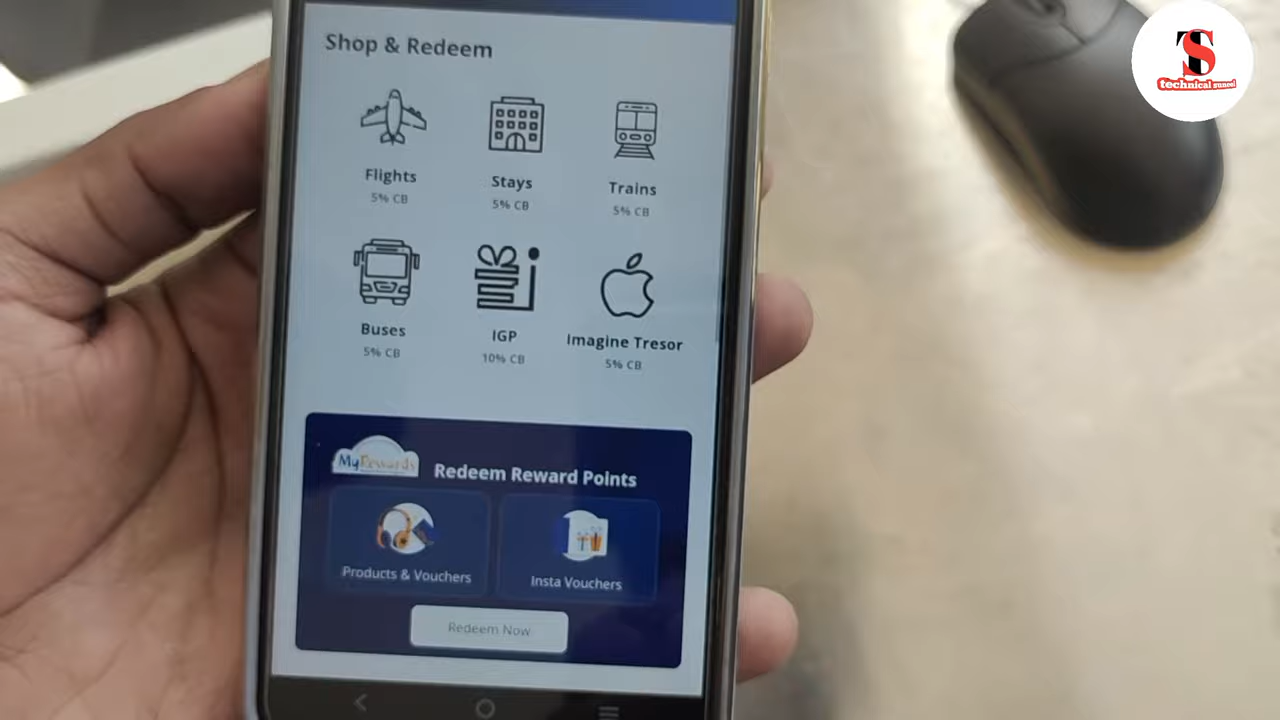 Shop & Redeem
Flights
5% CB
Stays
5% CB
Trains
5% CB
Buses
5% CB
IGP
10% CB
Imagine Tresor
5% CB
MyRewards
Redeem Reward Points
Products & Vouchers
Insta Vouchers
Redeem Now
TS
technical suneel